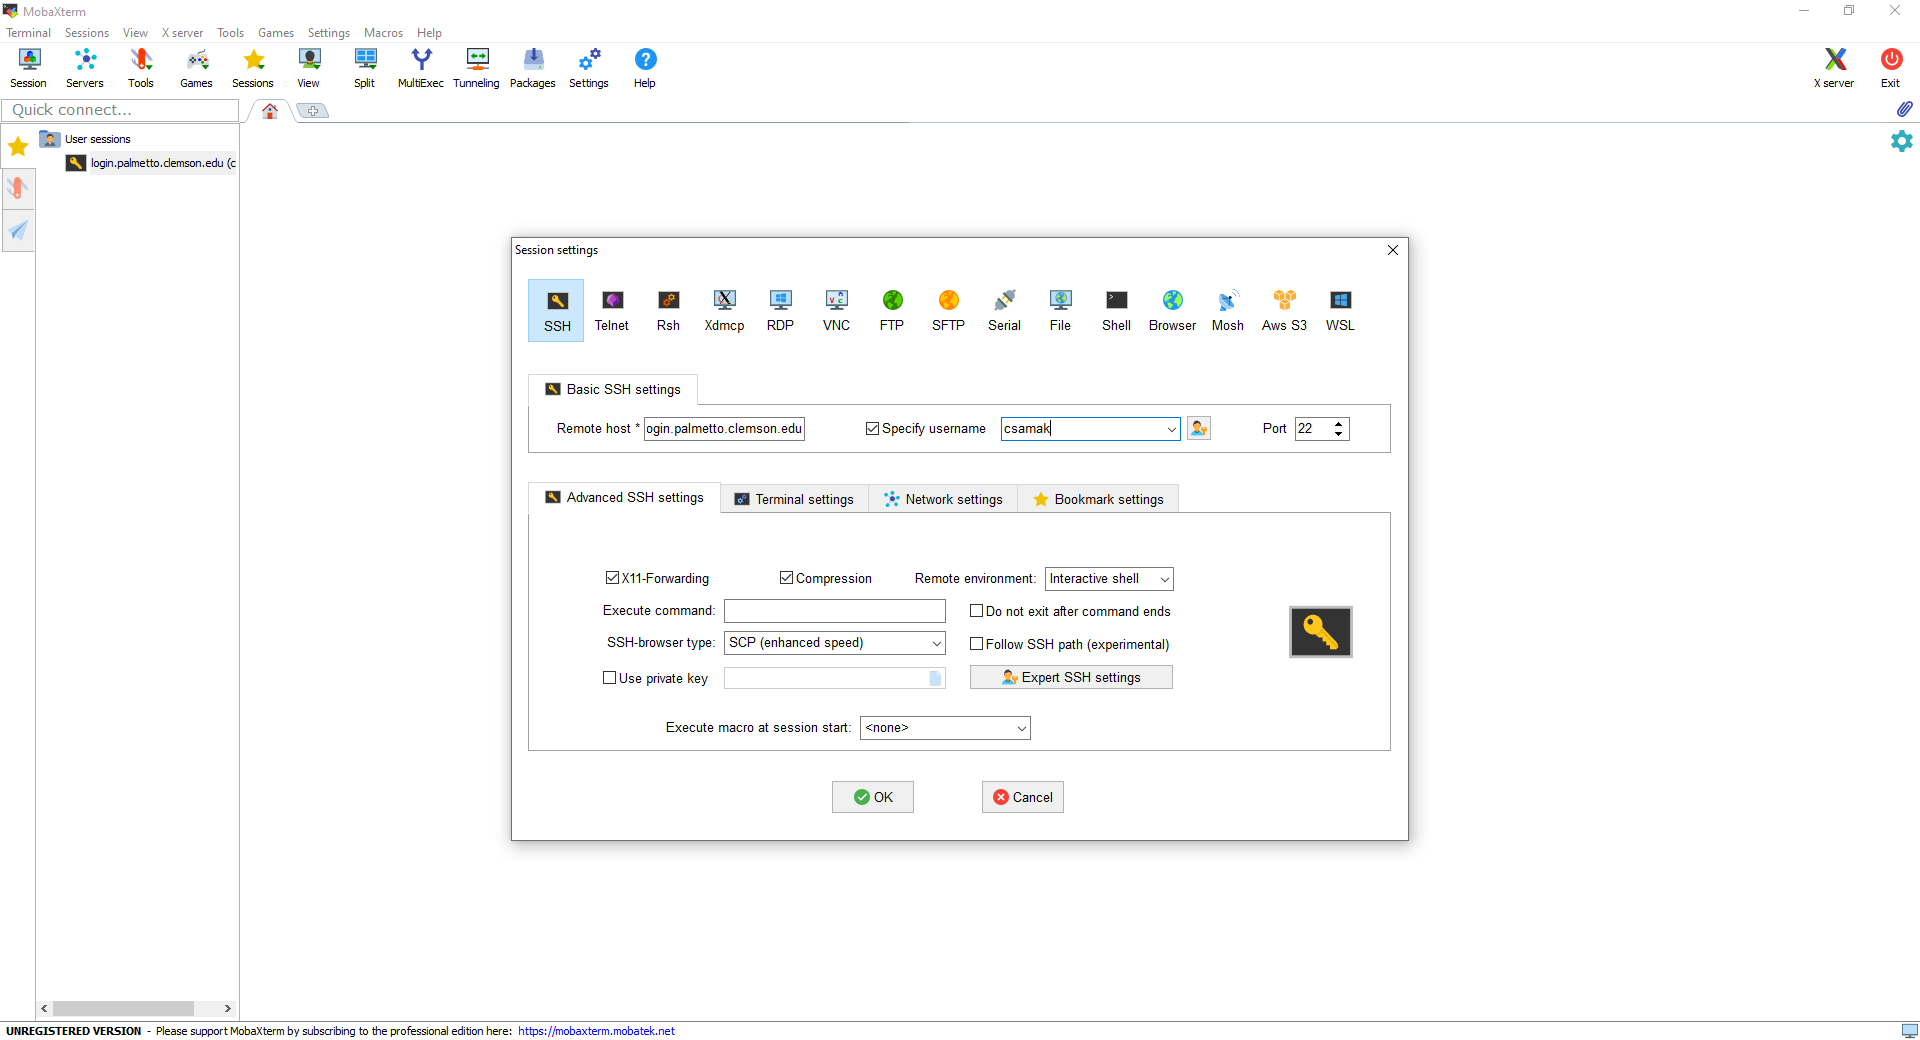 MobaXterm
Terminal Sessions View X server Tools Games Settings Macros Help
Session Servers Tools Games Sessions View Split MultiExec Tunneling Packages Settings Help X server Exit
Quick connect...
User sessions
login.palmetto.clemson.edu (c
Session settings
SSH Telnet Rsh Xdmcp RDP VNC FTP SFTP Serial File Shell Browser Mosh Aws S3 WSL
Basic SSH settings
Remote host * ogin.palmetto.clemson.edu Specify username csamak Port 22
Advanced SSH settings Terminal settings Network settings Bookmark settings
X11-Forwarding Compression Remote environment: Interactive shell
Execute command: Do not exit after command ends
SSH-browser type: SCP (enhanced speed) Follow SSH path (experimental)
Use private key Expert SSH settings
Execute macro at session start: <none>
OK Cancel
UNREGISTERED VERSION - Please support MobaXterm by subscribing to the professional edition here: https://mobaxterm.mobatek.net